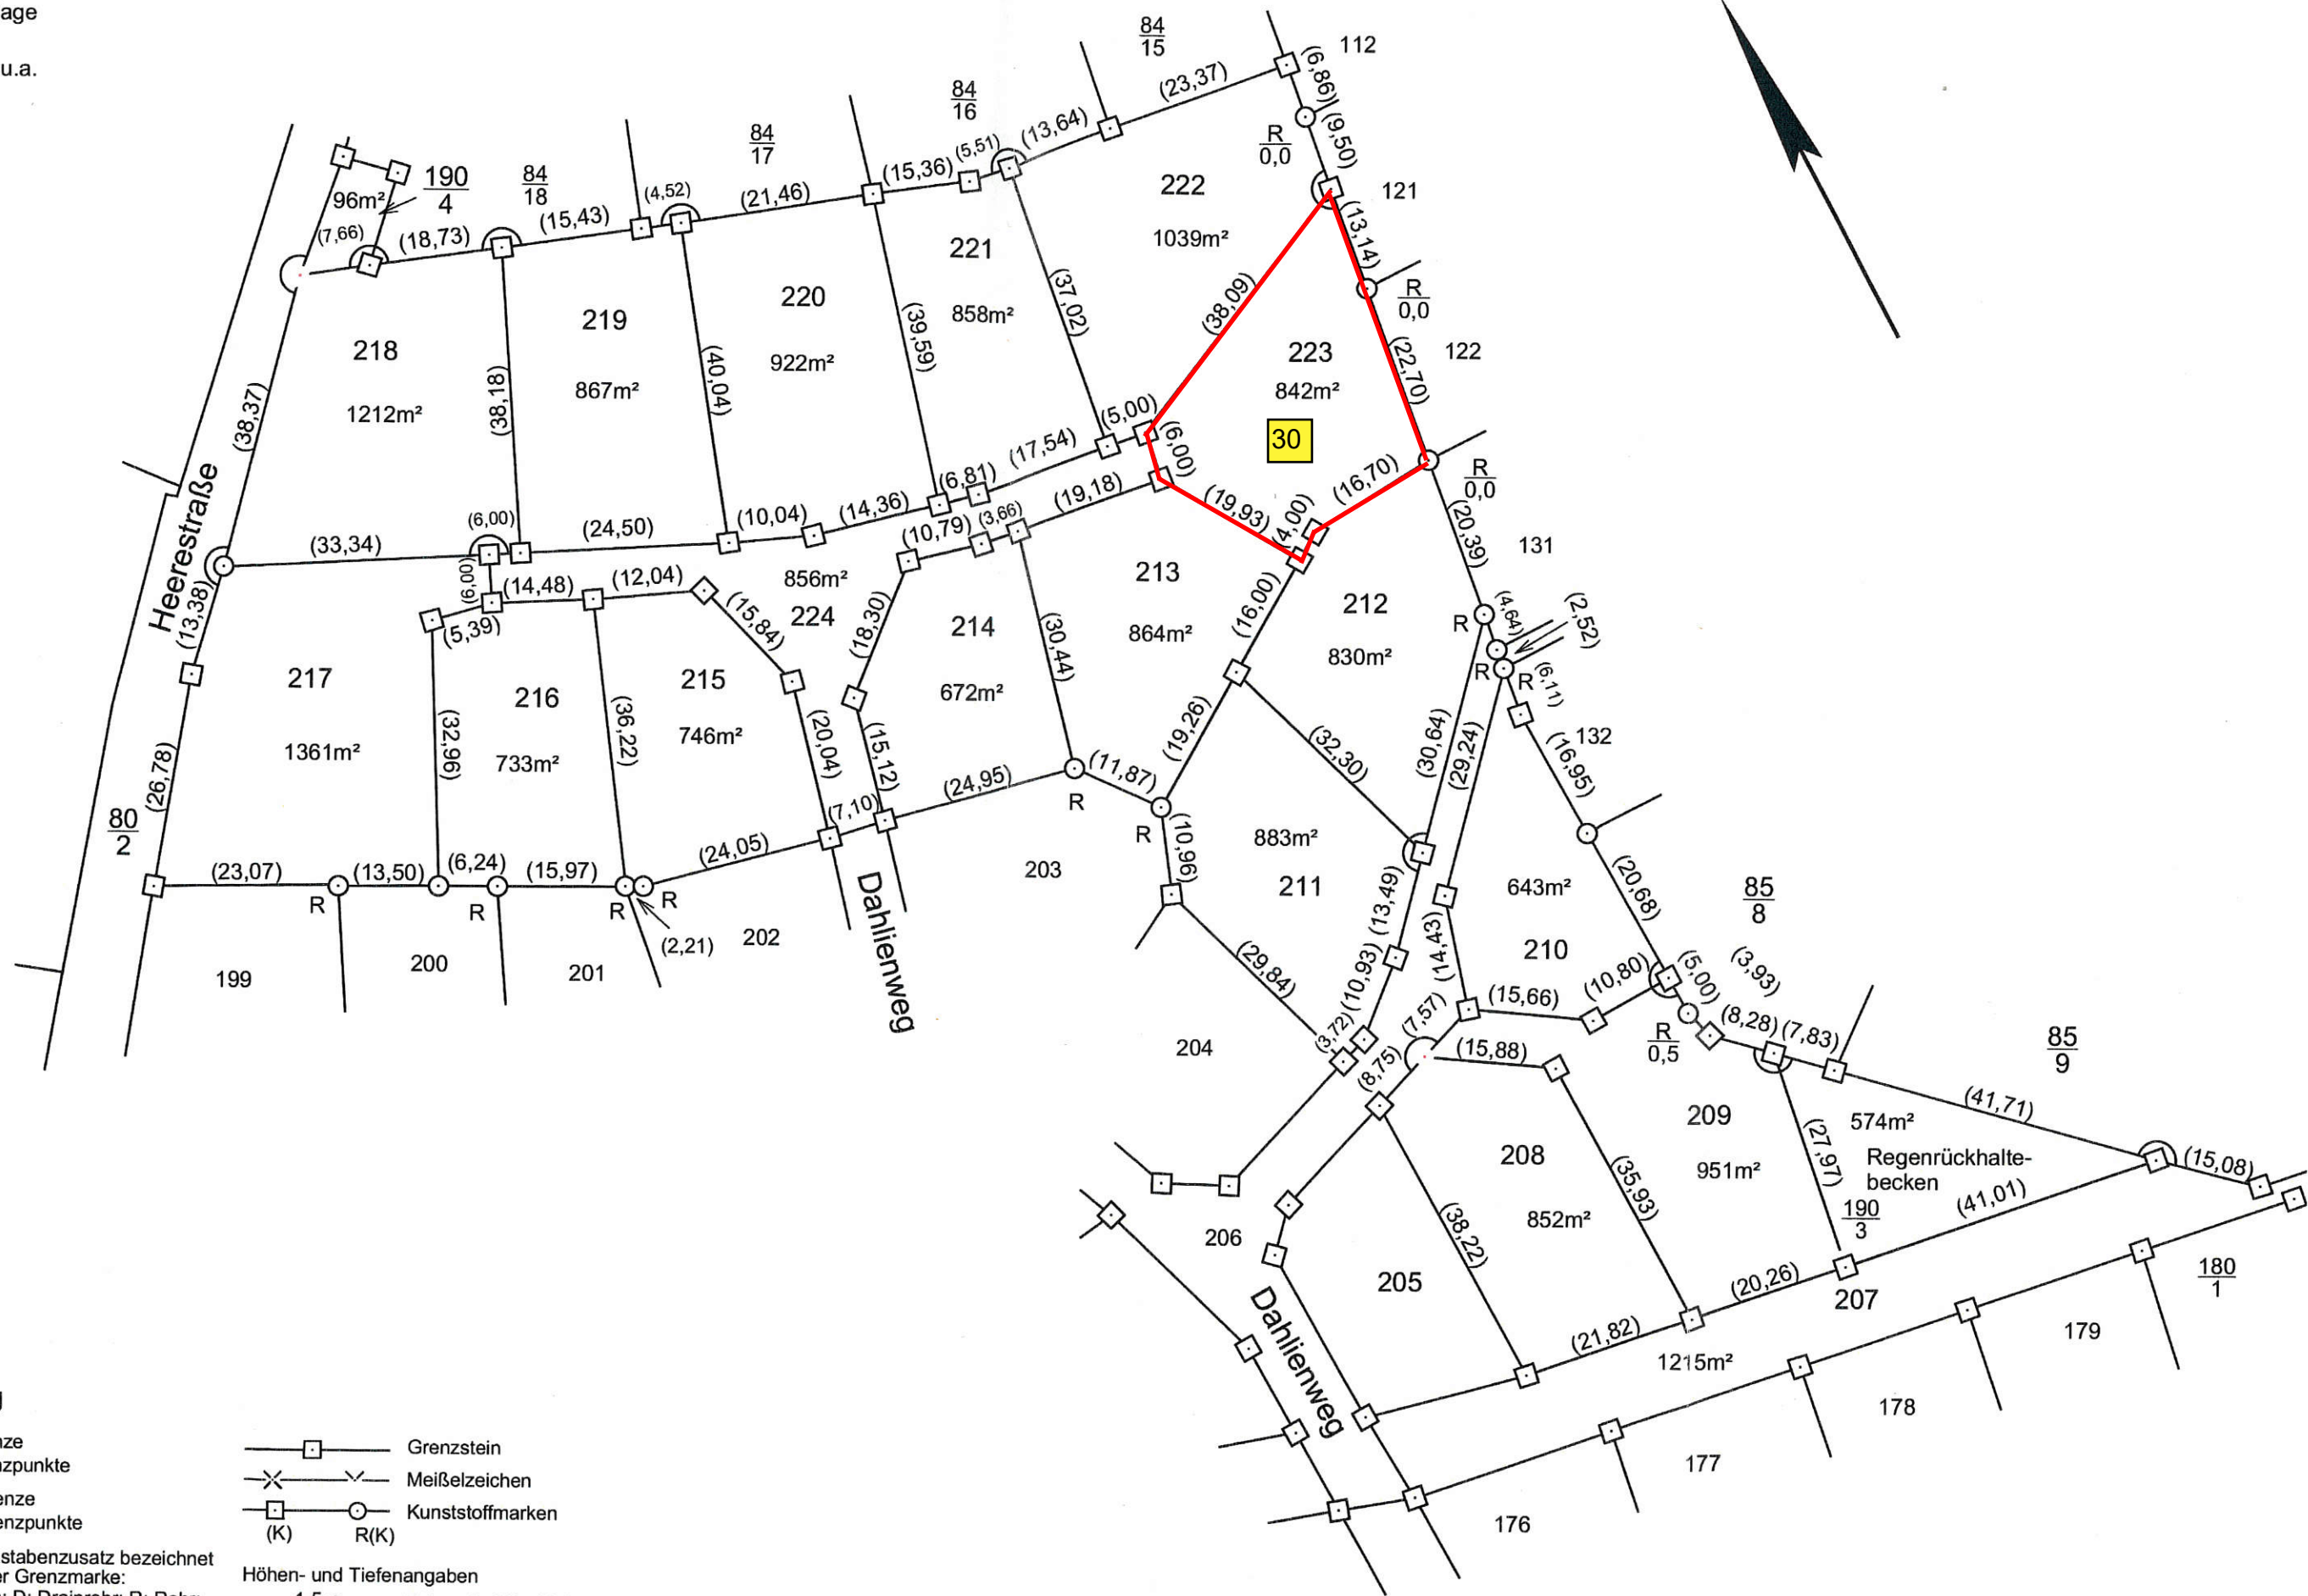 age
u.a.
84
15
112
(6,86)
(23,37)
84
16
(9,50)
R
0,0
(13,64)
84
17
(5,51)
(15,36)
222
121
190
4
84
18
(4,52)
(21,46)
96m²
(15,43)
(7,66)
(18,73)
1039m²
(13,14)
221
220
R
0,0
(37,02)
(38,09)
858m²
219
(39,59)
218
223
122
922m²
(40,04)
867m²
842m²
(22,70)
(38,37)
1212m²
(38,18)
(5,00)
30
(17,54)
(6,00)
R
0,0
(6,81)
(16,70)
Heerestraße
(19,18)
(14,36)
(19,93)
(4,00)
(6,00)
(10,04)
(24,50)
(10,79)
(3,66)
(20,39)
(33,34)
131
213
856m²
(6,00)
(14,48)
(12,04)
(13,38)
212
(16,00)
(4,64)
(2,52)
224
(15,84)
(18,30)
214
R
(5,39)
864m²
(30,44)
830m²
217
216
215
672m²
R
R
(6,11)
(32,96)
(36,22)
746m²
(20,04)
(15,12)
(19,26)
(32,30)
(30,64)
(29,24)
(16,95)
132
1361m²
733m²
(26,78)
(24,95)
(11,87)
R
80
2
(7,10)
R
(10,96)
883m²
(24,05)
(23,07)
(13,50)
(6,24)
(15,97)
203
211
643m²
(20,68)
85
8
R
R
R
R
Dahlienweg
(13,49)
(14,43)
(2,21)
202
210
199
200
201
(29,84)
(10,93)
(10,80)
(5,00)
(3,93)
(15,66)
(7,57)
(8,28)
(7,83)
(3,72)
R
0,5
204
(15,88)
(8,75)
85
9
(41,71)
209
574m²
208
(27,97)
Regenrückhalte-
becken
(15,08)
951m²
(35,93)
(41,01)
190
3
206
(38,22)
852m²
205
(20,26)
207
180
1
Dahlienweg
(21,82)
179
1215m²
178
177
176
nze
nzpunkte
enze
enzpunkte
stabenzusatz bezeichnet
er Grenzmarke:
Grenzstein
Meißelzeichen
Kunststoffmarken
(K)
R(K)
Höhen- und Tiefenangaben